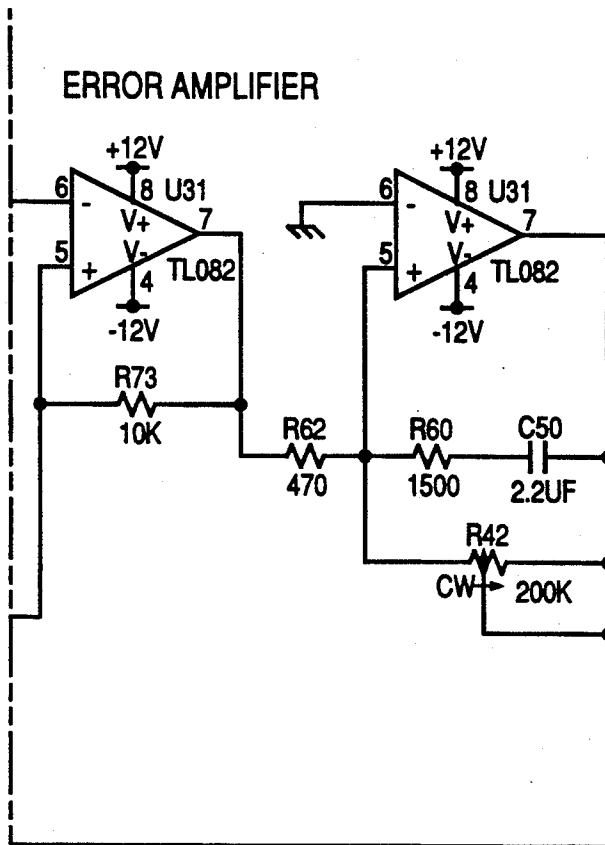 ERROR AMPLIFIER
+12V
6
8 U31
-
V+
7
5
V-
+
4
TL082
-12V
R73
10K
+12V
6
8 U31
-
V+
7
5
V-
+
4
TL082
-12V
R62
470
R60
1500
C50
2.2UF
R42
CW
200K